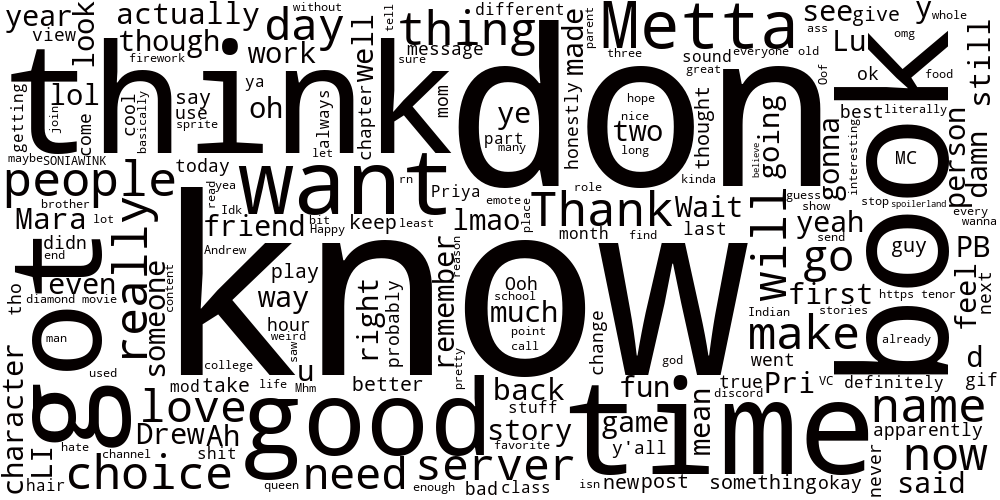 year
actually
day
thing
different
Metta
see
give
y
whole
view
though
look
firework
work
without
tell
parent
made
three
everyone
old
omg
ass
Lu
think
don
message
sure
sound
great
Oof
ok
food
still
getting
join
lol
come
cool
basically
say
use
sprite
ya
oh
always
let
chapter
well
mom
ye
part
many
hope
nice
two
long
honestly
thought
kinda
believe
going
gonna
interesting
best
literally
book
MC
person
damn
maybe
SONIAWINK
people
today
brother
Mara
lot
didn
end
even
really
read
yea
Idk
friend
want
bit
Happy
keep
least
rn
Priya
emote
lmao
place
role
Thank
month
find
Wait
last
guess
show
yeah
send
stop
spoilerland
every
wanna
guy
PB
got
tho
diamond
movie
man
used
someone
content
Andrew
know
play
way
hour
weird
saw
right
probably
remember
reason
pretty
Ooh
school
much
point
call
change
god
will
go
first
Indian
stories
make
went
https
tenor
already
feel
next
d
gif
college
u
mod
take
life
Mhm
better
back
stuff
fun
true
discord
Pri
VC
definitely
character
LI
hair
hate
channel
choice
love
Drew
Ah
shit
good
queen
need
server
story
favorite
enough
bad
class
time
game
y'all
mean
isn
new
post
something
okay
name
apparently
never
now
said